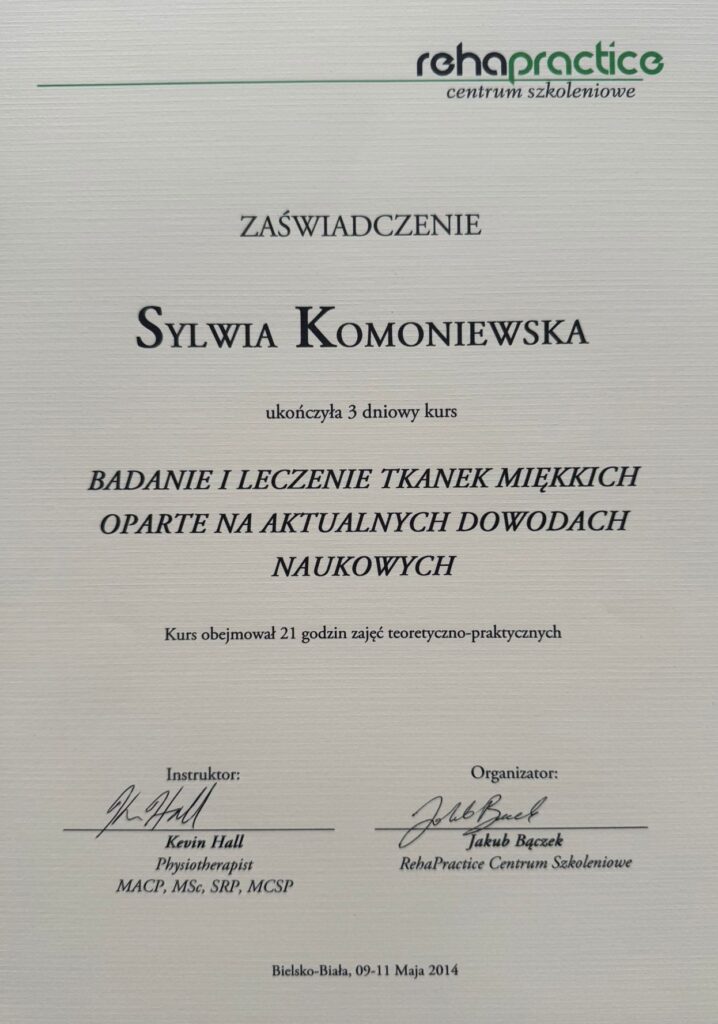 rehapractice
centrum szkoleniowe
ZAŚWIADCZENIE
SYLWIA KOMONIEWSKA
ukończyła 3 dniowy kurs
BADANIE I LECZENIE TKANEK MIĘKKICH
OPARTE NA AKTUALNYCH DOWODACH
NAUKOWYCH
Kurs obejmował 21 godzin zajęć teoretyczno-praktycznych
Instruktor:
K Hall
Kevin Hall
Physiotherapist
MACP, MSc, SRP, MCSP
Organizator:
Jakub Bączek
RehaPractice Centrum Szkoleniowe
Bielsko-Biała, 09-11 Maja 2014